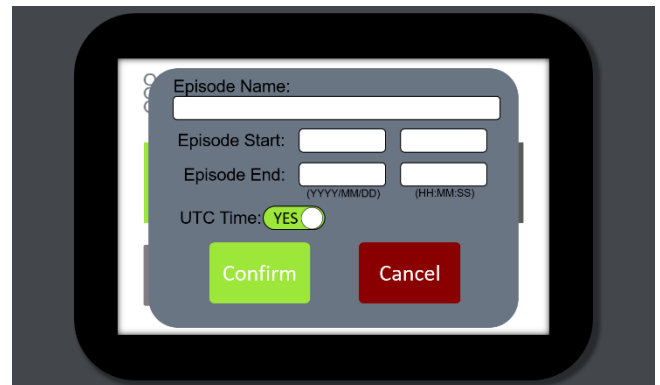 Episode Name:
Episode Start:
Episode End:
(YYYY/MM/DD) (HH:MM:SS)
UTC Time: YES
Confirm Cancel